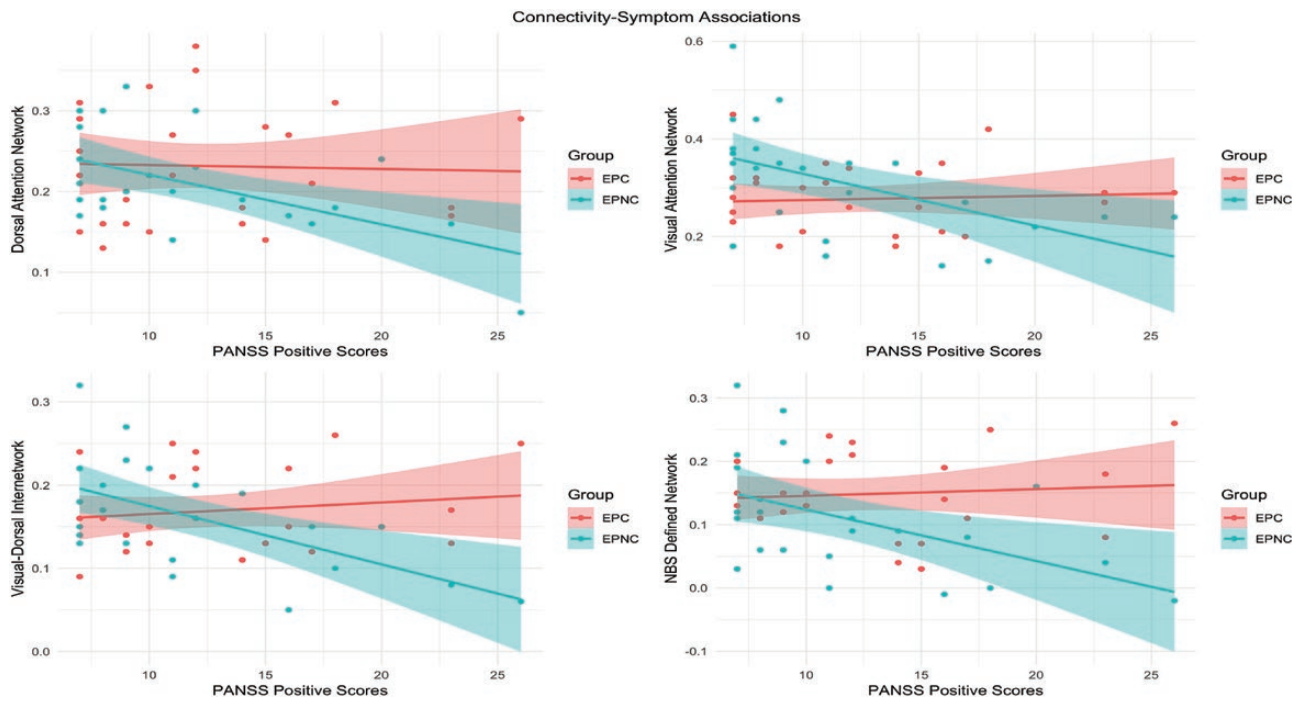 Connectivity-Symptom Associations
Dorsal Attention Network
0.3
0.2
0.1
10 15 20 25
PANSS Positive Scores
Group
EPC
EPNC
Visual Attention Network
0.6
0.4
0.2
10 15 20 25
PANSS Positive Scores
Group
EPC
EPNC
Visual-Dorsal Internetwork
0.3
0.2
0.1
0.0
10 15 20 25
PANSS Positive Scores
Group
EPC
EPNC
NBS Defined Network
0.3
0.2
0.1
0.0
-0.1
10 15 20 25
PANSS Positive Scores
Group
EPC
EPNC